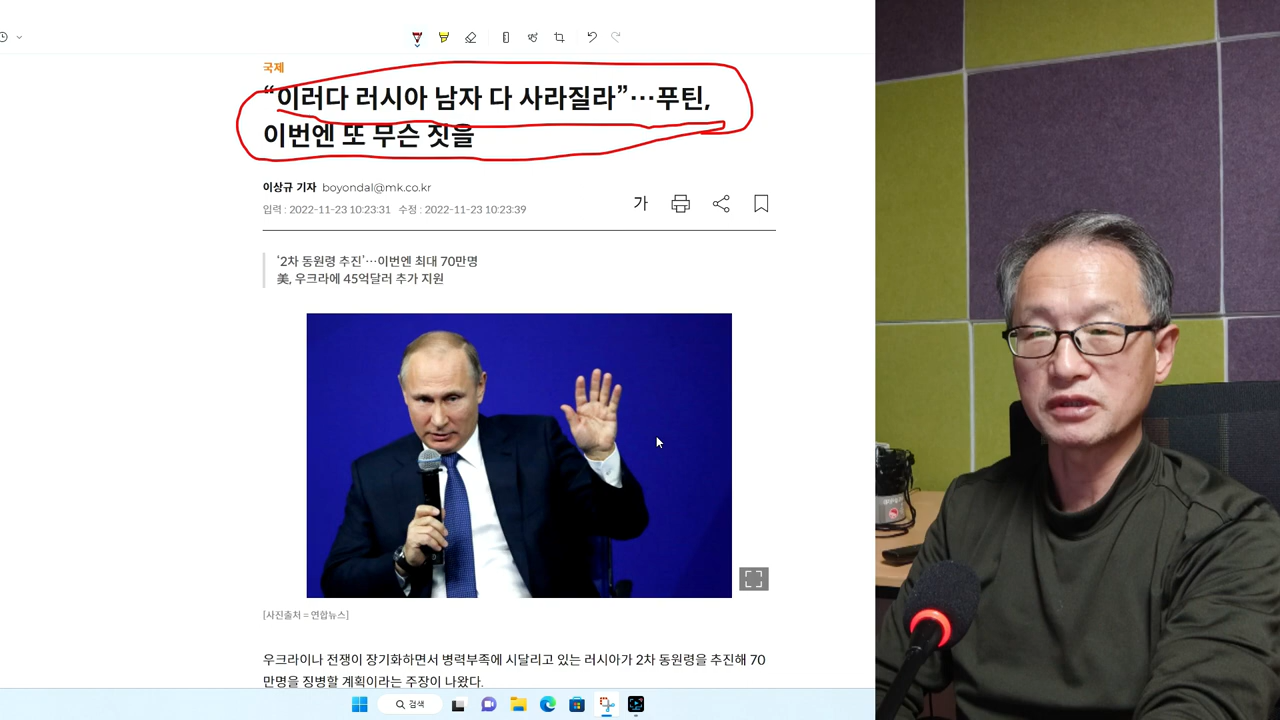 국제
“이러다 러시아 남자 다 사라질라”…푸틴,
이번엔 또 무슨 짓을
이상규 기자 boyondal@mk.co.kr
입력 : 2022-11-23 10:23:31 수정 : 2022-11-23 10:23:39
가
‘2차 동원령 추진’…이번엔 최대 70만명
美, 우크라에 45억달러 추가 지원
[사진출처 = 연합뉴스]
우크라이나 전쟁이 장기화하면서 병력부족에 시달리고 있는 러시아가 2차 동원령을 추진해 70
만명을 징병할 계획이라는 주장이 나왔다.
검색